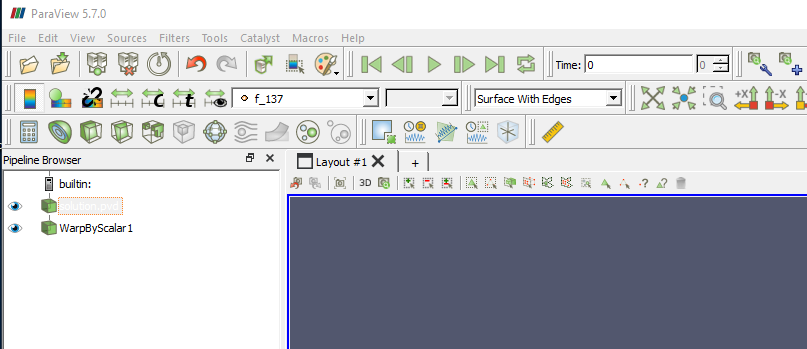 ParaView 5.7.0
File Edit View Sources Filters Tools Catalyst Macros Help
Time: 0 0
f_137 Surface With Edges +X -X
Pipeline Browser Layout #1 +
builtin: 3D
WarpByScalar1